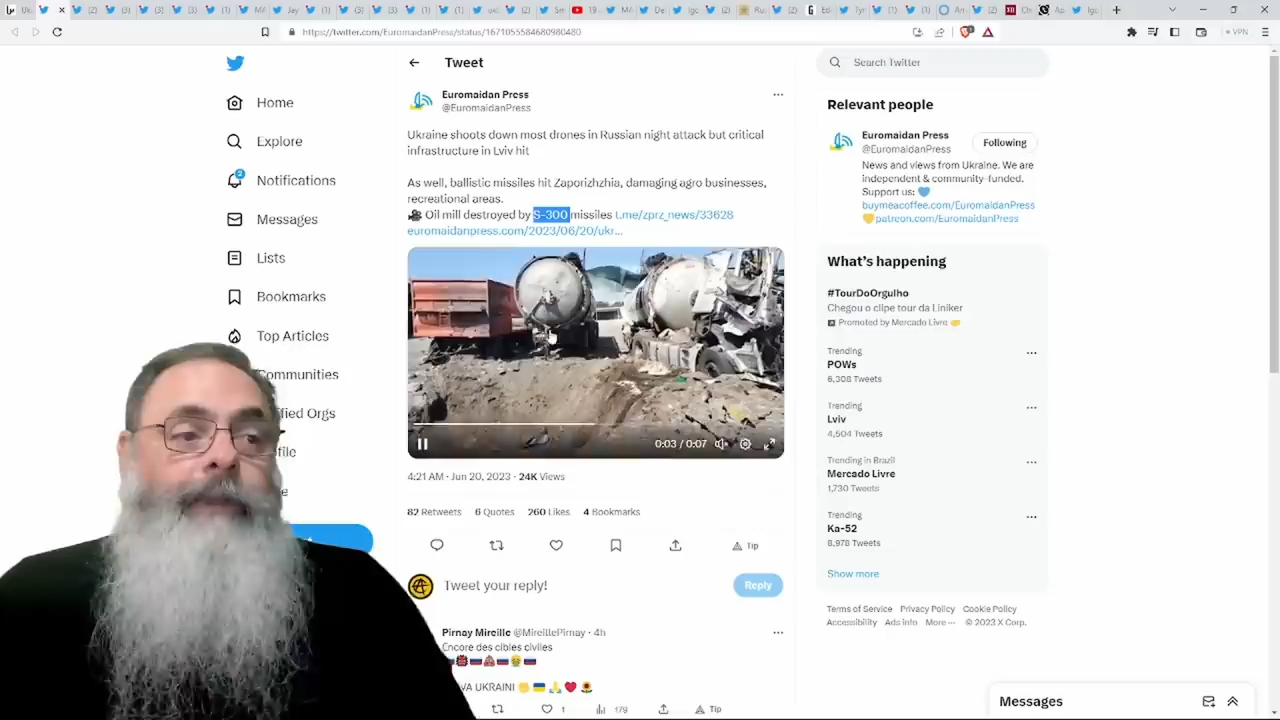 https://twitter.com/EuromaidanPress/status/1671055584680980480
VPN
Home
Explore
2
Notifications
Messages
Lists
Bookmarks
Top Articles
Communities
Tweet
Euromaidan Press
@EuromaidanPress
Ukraine shoots down most drones in Russian night attack but critical
infrastructure in Lviv hit
As well, ballistic missiles hit Zaporizhzhia, damaging agro businesses,
recreational areas.
Oil mill destroyed by S-300 missiles t.me/zprz_news/33628
euromaidanpress.com/2023/06/20/ukr...
0:03 / 0:07
4:21 AM · Jun 20, 2023 · 24K Views
82 Retweets 6 Quotes 260 Likes 4 Bookmarks
Tip
Tweet your reply!
Reply
Pirnay Mireille @MireillePirnay · 4h
Encore des cibles civiles
VA UKRAINI
1
179
Tip
Search Twitter
Relevant people
Euromaidan Press
@EuromaidanPress
Following
News and views from Ukraine. We are
independent & community-funded.
Support us:
buymeacoffee.com/EuromaidanPress
patreon.com/EuromaidanPress
What's happening
#TourDoOrgulho
Chegou o clipe tour da Liniker
Promoted by Mercado Livre
Trending
POWs
6,308 Tweets
Trending
Lviv
4,504 Tweets
Trending in Brazil
Mercado Livre
1,730 Tweets
Trending
Ka-52
8,978 Tweets
Show more
Terms of Service Privacy Policy Cookie Policy
Accessibility Ads info More ··· © 2023 X Corp.
Messages